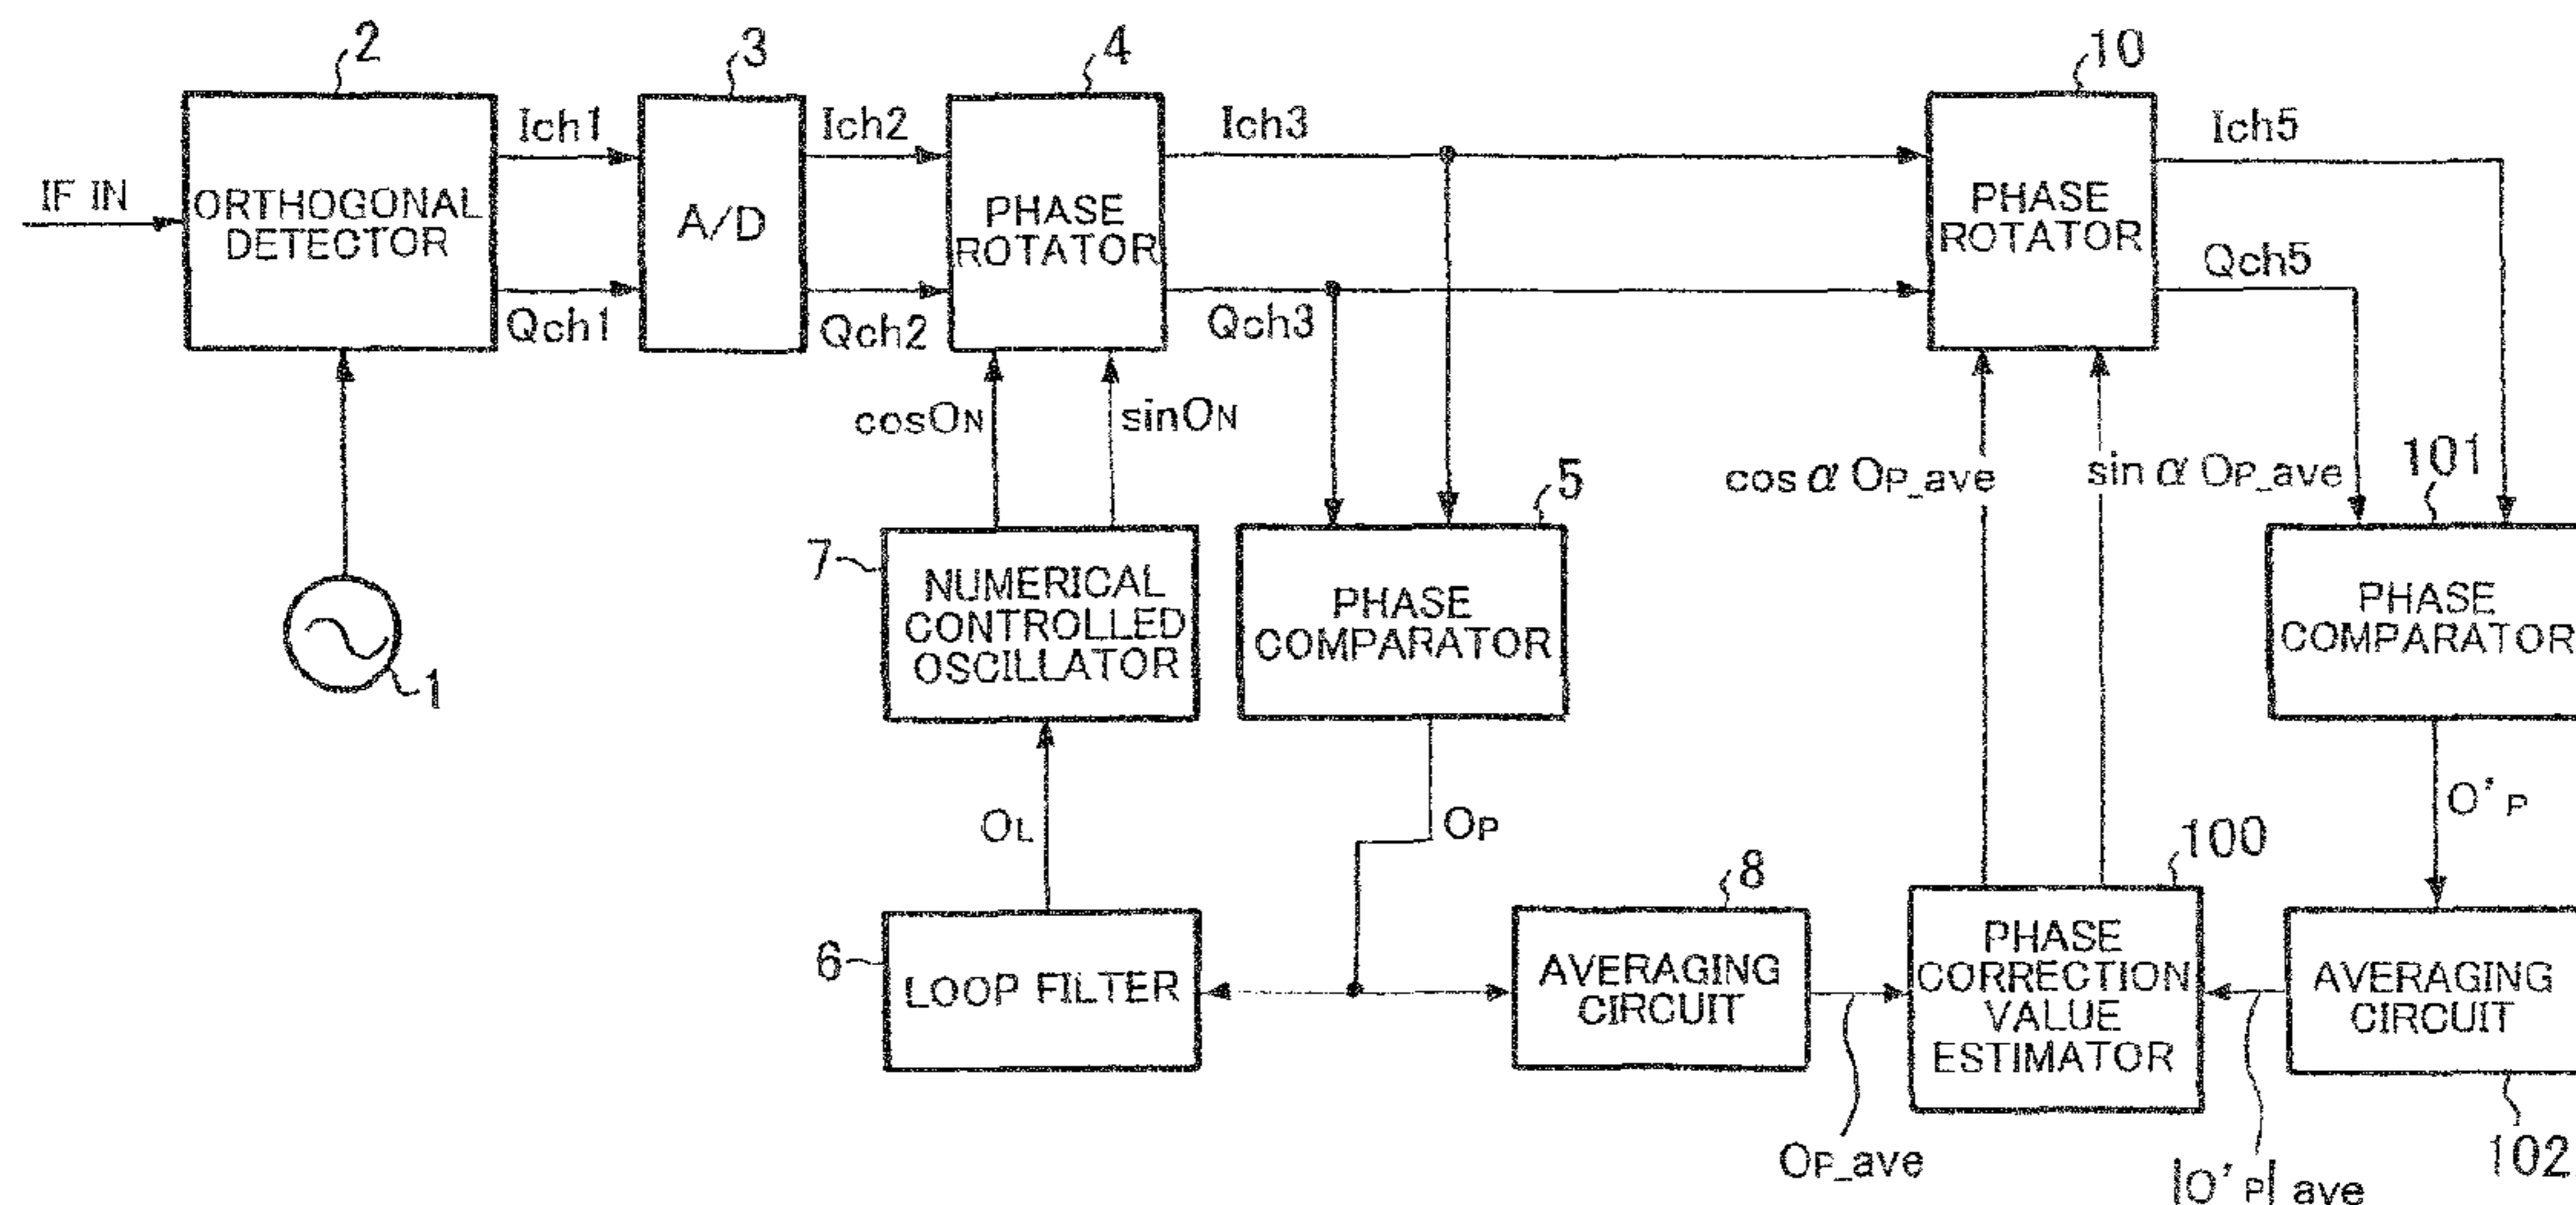 2
3
4
10
IF IN
ORTHOGONAL
DETECTOR
Ich1
Qch1
A/D
Ich2
Qch2
PHASE
ROTATOR
Ich3
Qch3
PHASE
ROTATOR
Ich5
Qch5
1
cosON
sinON
7
NUMERICAL
CONTROLLED
OSCILLATOR
5
PHASE
COMPARATOR
cos α OP_ave
sin α OP_ave
101
PHASE
COMPARATOR
OL
OP
O'P
6
LOOP FILTER
8
AVERAGING
CIRCUIT
100
PHASE
CORRECTION
VALUE
ESTIMATOR
AVERAGING
CIRCUIT
102
OP_ave
|O'P| ave